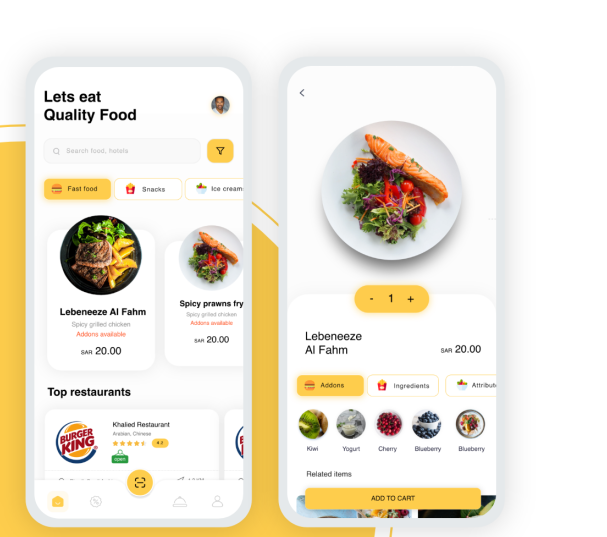 Lets eat
Quality Food
Search food, hotels
Fast food
Snacks
Ice cream
Lebeneeze Al Fahm
Spicy grilled chicken
Addons available
SAR 20.00
Spicy prawns fry
Spicy grilled chicken
Addons available
SAR 20.00
Top restaurants
BURGER
KING
Khalied Restaurant
Arabian, Chinese
4.2
open
- 1 +
Lebeneeze
Al Fahm
SAR 20.00
Addons
Ingredients
Attribut
Kiwi
Yogurt
Cherry
Blueberry
Blueberry
Related items
ADD TO CART